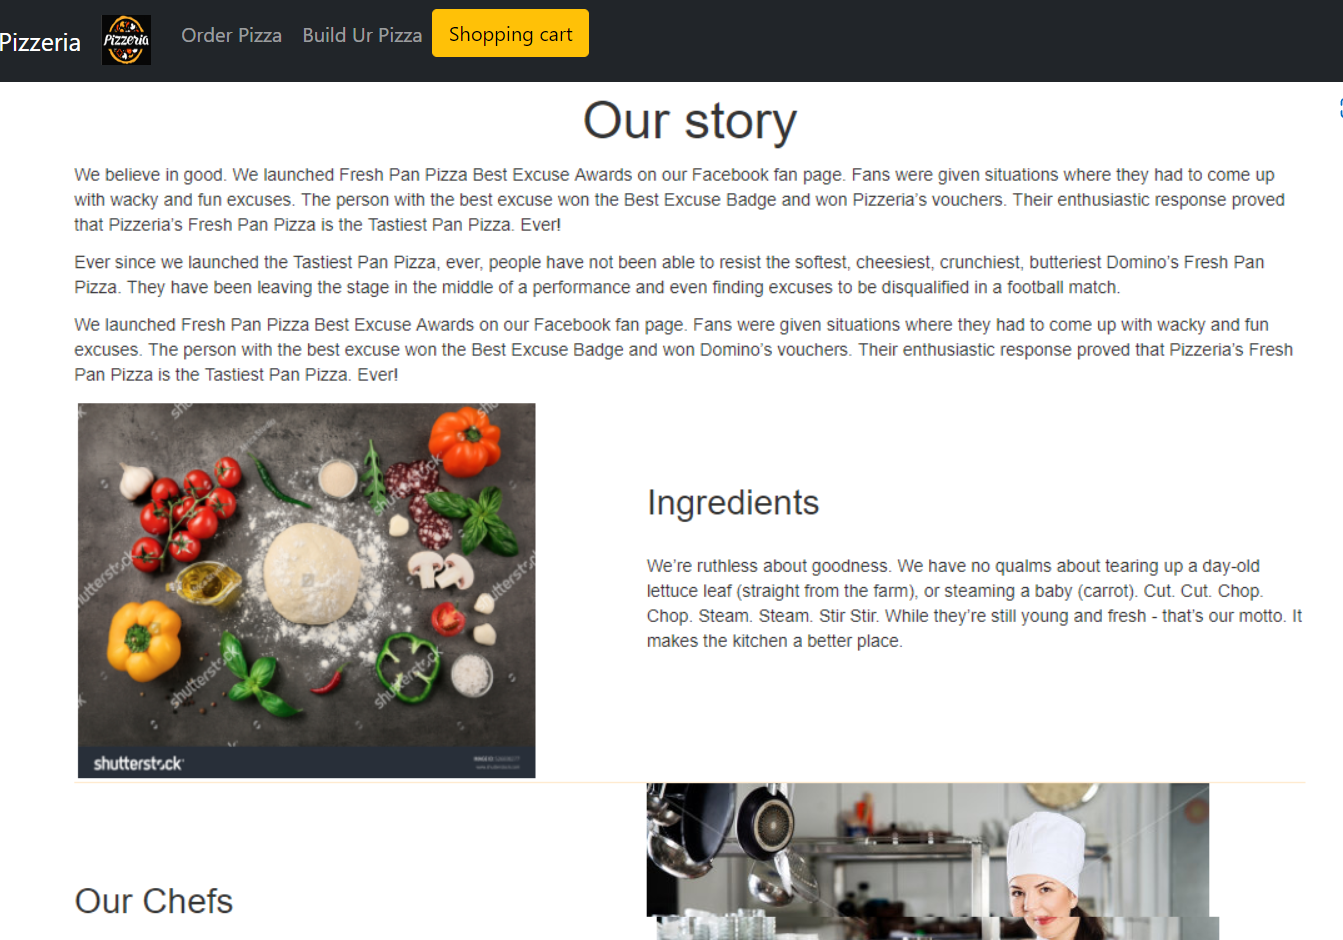 Pizzeria
Pizzeria
Order Pizza
Build Ur Pizza
Shopping cart
Our story
We believe in good. We launched Fresh Pan Pizza Best Excuse Awards on our Facebook fan page. Fans were given situations where they had to come up
with wacky and fun excuses. The person with the best excuse won the Best Excuse Badge and won Pizzeria’s vouchers. Their enthusiastic response proved
that Pizzeria’s Fresh Pan Pizza is the Tastiest Pan Pizza. Ever!
Ever since we launched the Tastiest Pan Pizza, ever, people have not been able to resist the softest, cheesiest, crunchiest, butteriest Domino’s Fresh Pan
Pizza. They have been leaving the stage in the middle of a performance and even finding excuses to be disqualified in a football match.
We launched Fresh Pan Pizza Best Excuse Awards on our Facebook fan page. Fans were given situations where they had to come up with wacky and fun
excuses. The person with the best excuse won the Best Excuse Badge and won Domino’s vouchers. Their enthusiastic response proved that Pizzeria’s Fresh
Pan Pizza is the Tastiest Pan Pizza. Ever!
Ingredients
We’re ruthless about goodness. We have no qualms about tearing up a day-old
lettuce leaf (straight from the farm), or steaming a baby (carrot). Cut. Cut. Chop.
Chop. Steam. Steam. Stir Stir. While they’re still young and fresh - that’s our motto. It
makes the kitchen a better place.
shutterstock
Our Chefs